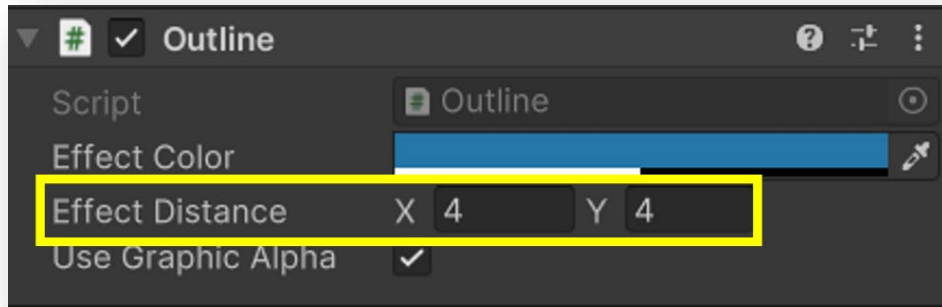 # Outline
Script # Outline
Effect Color
Effect Distance X 4 Y 4
Use Graphic Alpha